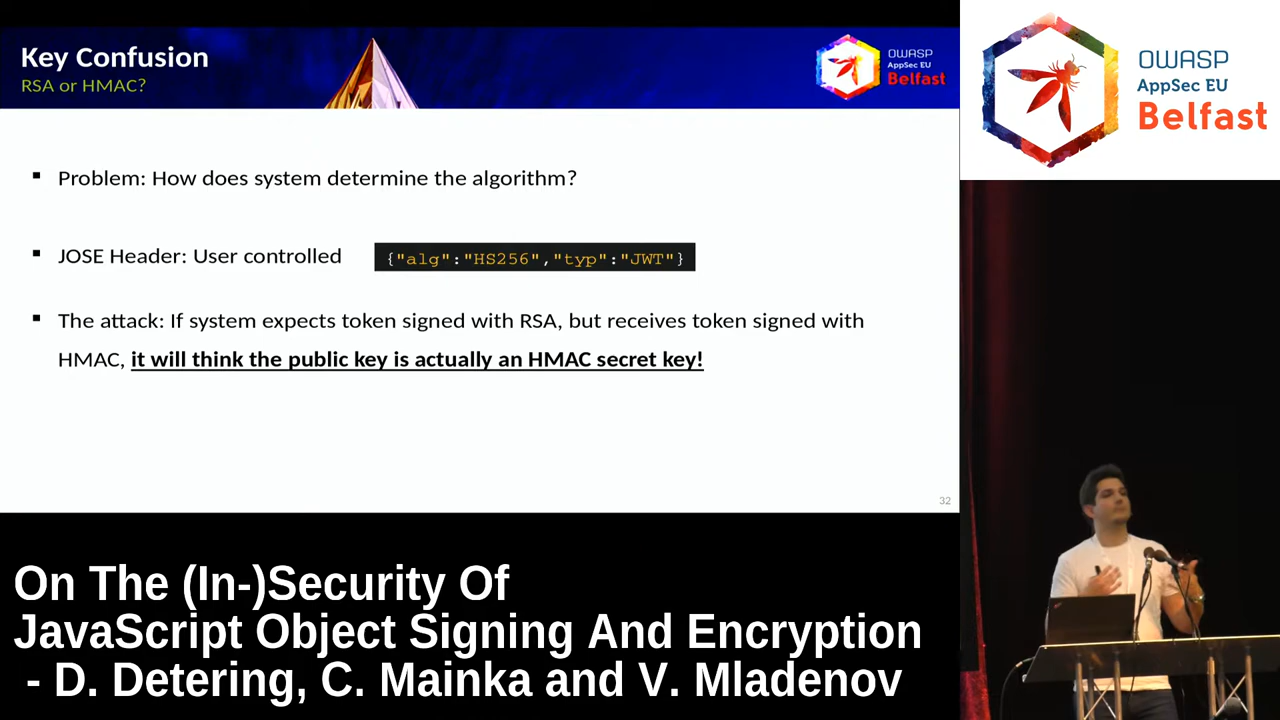 Key Confusion
RSA or HMAC?
OWASP
AppSec EU
Belfast
▪ Problem: How does system determine the algorithm?
▪ JOSE Header: User controlled {"alg":"HS256","typ":"JWT"}
▪ The attack: If system expects token signed with RSA, but receives token signed with
HMAC, it will think the public key is actually an HMAC secret key!
32
OWASP
AppSec EU
Belfast
On The (In-)Security Of
JavaScript Object Signing And Encryption
- D. Detering, C. Mainka and V. Mladenov